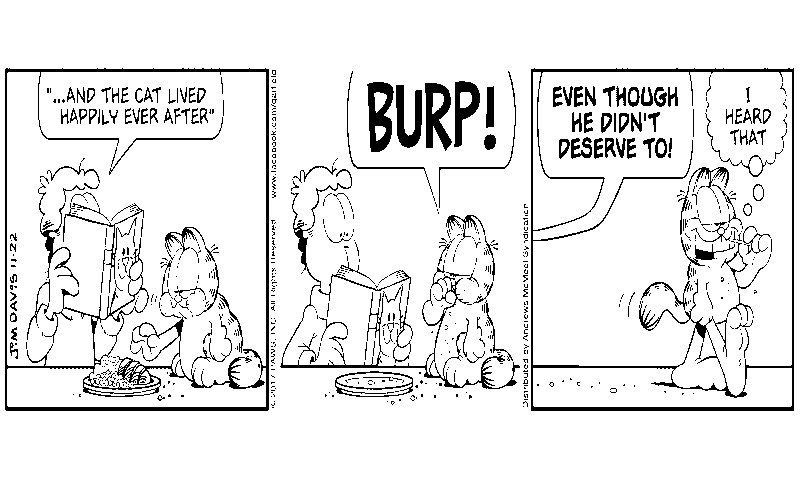 "...AND THE CAT LIVED
HAPPILY EVER AFTER"
JIM DAVIS 11·22
BURP!
www.facebook.com/garfield
© 2017 PAWS, INC. All Rights Reserved.
EVEN THOUGH
HE DIDN'T
DESERVE TO!
I
HEARD
THAT
Distributed by Andrews McMeel Syndication